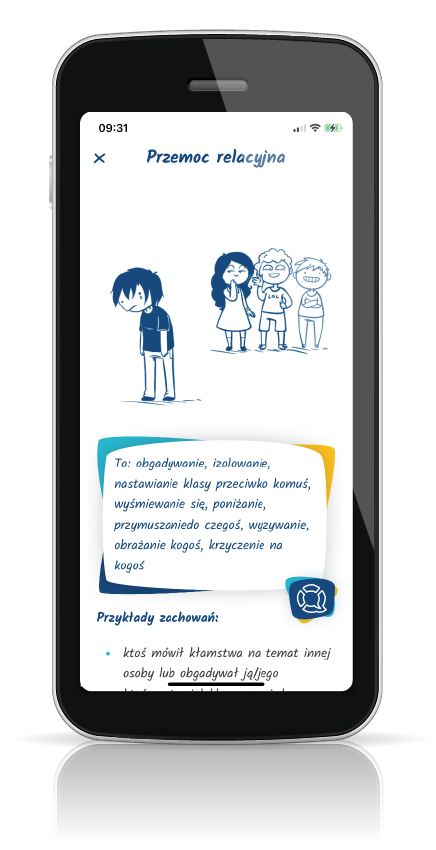 09:31
Przemoc relacyjna
LOL
To: obgadywanie, izolowanie,
nastawianie klasy przeciwko komuś,
wyśmiewanie się, poniżanie,
przymuszaniedo czegoś, wyzywanie,
obrażanie kogoś, krzyczenie na
kogoś
Przykłady zachowań:
ktoś mówił kłamstwa na temat innej
osoby lub obgadywał ją/jego